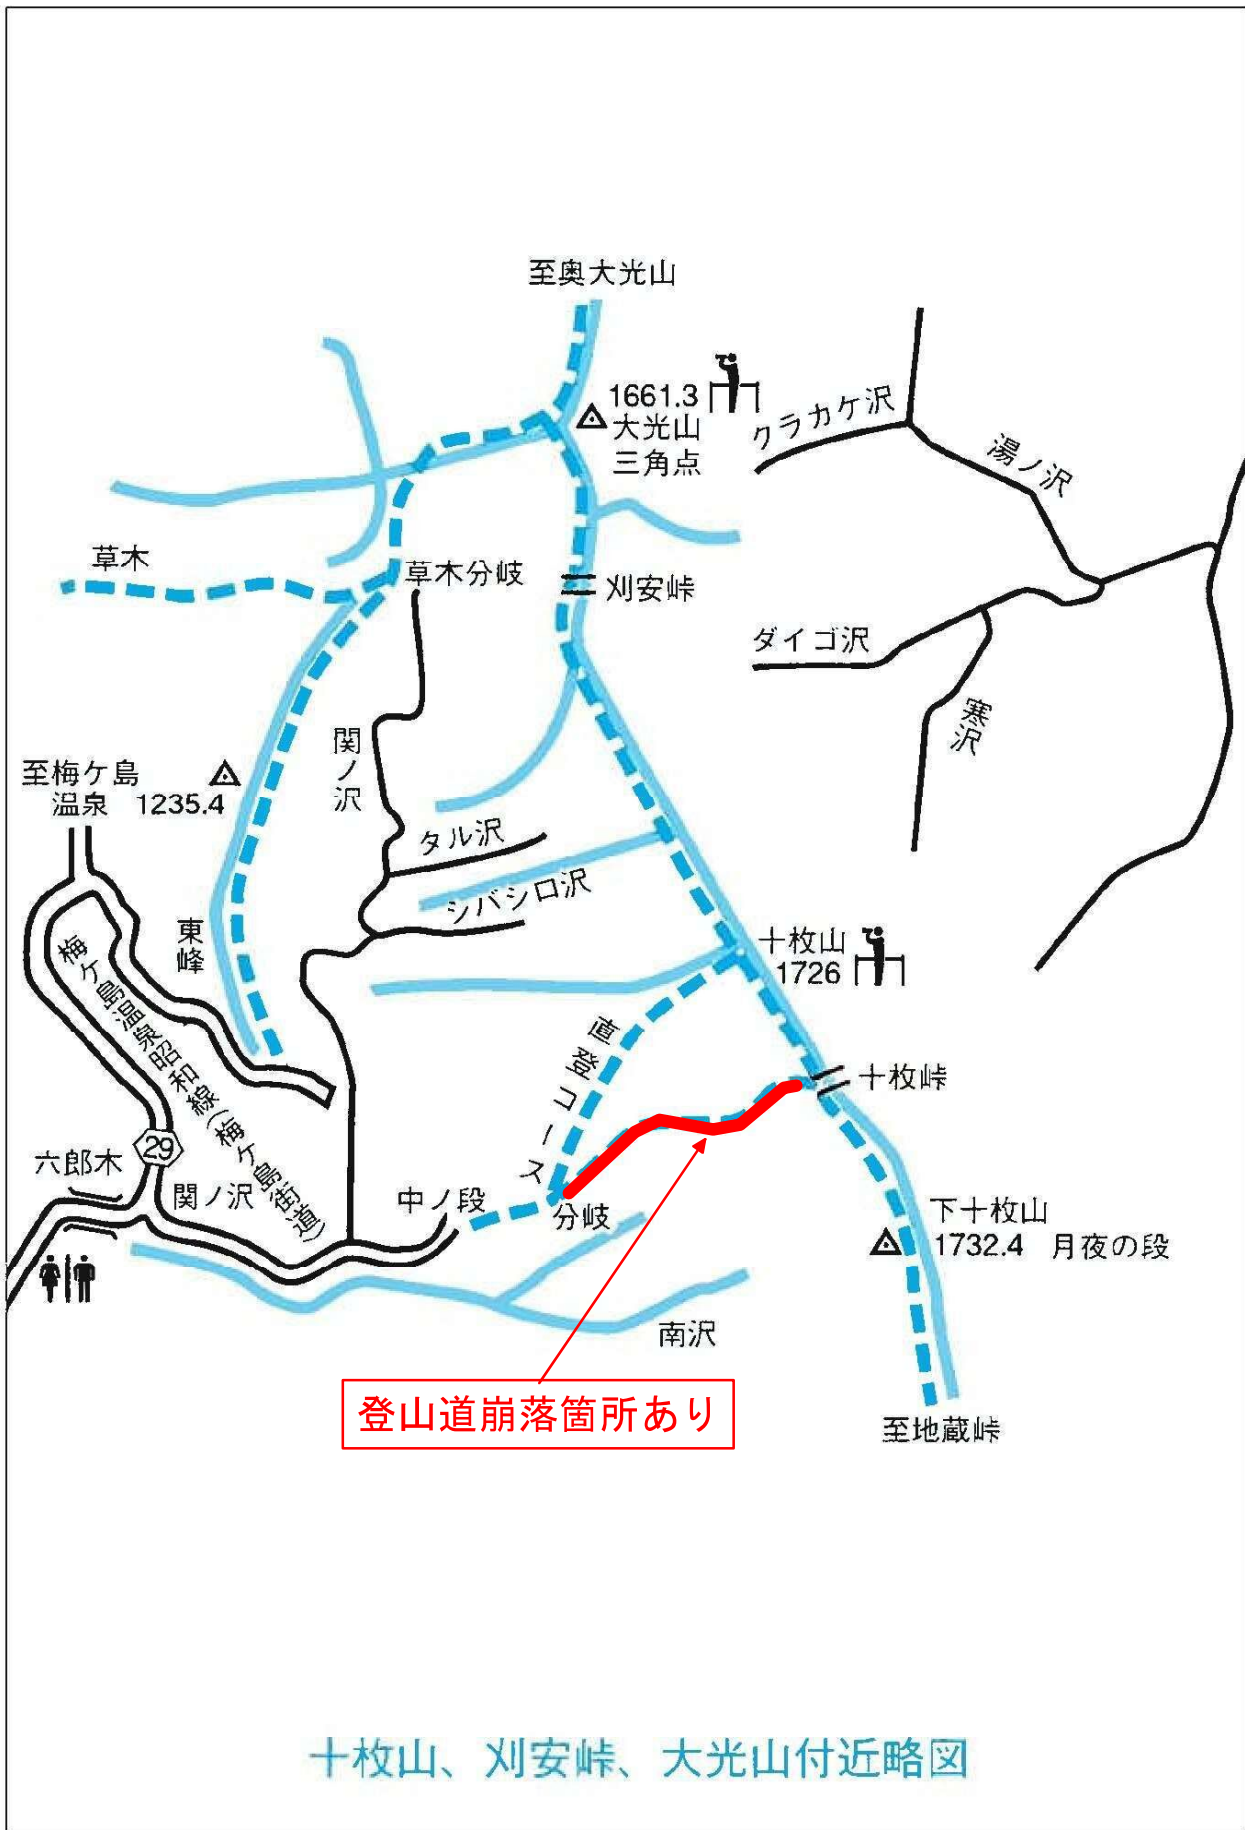 至奥大光山
1661.3
大光山
三角点
クラカケ沢
湯ノ沢
草木
草木分岐
刈安峠
ダイゴ沢
寒沢
関ノ沢
至梅ケ島
温泉 1235.4
タル沢
シバシロ沢
東峰
十枚山
1726
梅ケ島温泉昭和線(梅ケ島街道)
直登コース
十枚峠
29
六郎木
関ノ沢
中ノ段
分岐
下十枚山
1732.4 月夜の段
南沢
登山道崩落箇所あり
至地蔵峠
十枚山、刈安峠、大光山付近略図